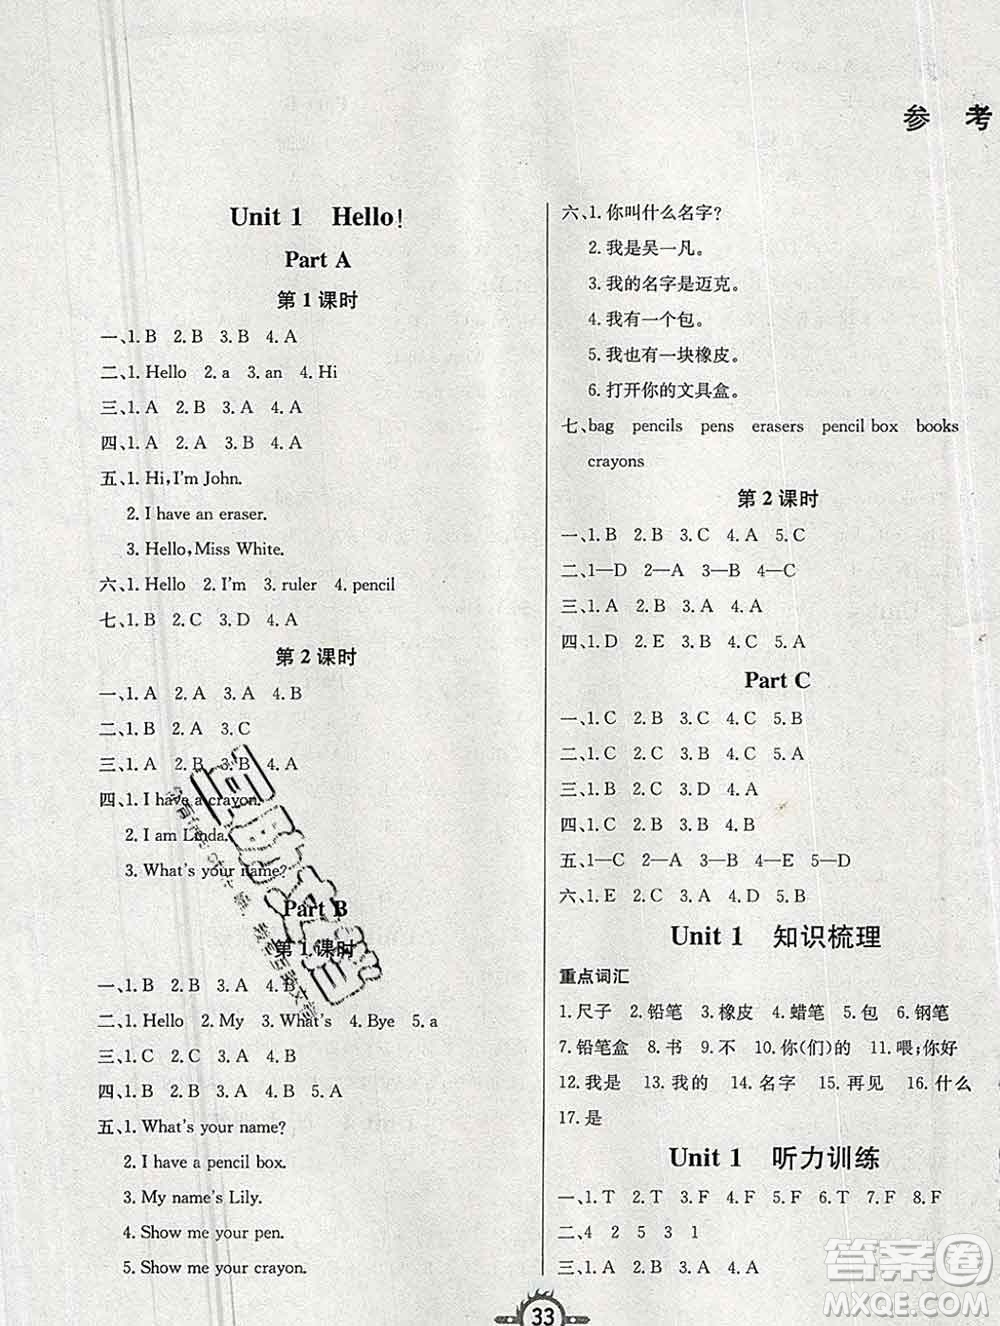 参 考
Unit 1 Hello!
Part A
第 1 课时
一、1. B 2. B 3. B 4. A
二、1. Hello 2. a 3. an 4. Hi
三、1. A 2. B 3. A 4. A
四、1. A 2. A 3. B 4. A
五、1. Hi, I'm John.
2. I have an eraser.
3. Hello, Miss White.
六、1. Hello 2. I'm 3. ruler 4. pencil
七、1. B 2. C 3. D 4. A
第 2 课时
一、1. A 2. A 3. A 4. B
二、1. B 2. A 3. C
三、1. A 2. B 3. B 4. A
四、1. I have a crayon.
2. I am Linda.
3. What's your name?
Part B
第 1 课时
一、1. B 2. B 3. A 4. B
二、1. Hello 2. My 3. What's 4. Bye 5. a
三、1. C 2. C 3. A 4. B
四、1. B 2. A 3. B 4. B 5. A
五、1. What's your name?
2. I have a pencil box.
3. My name's Lily.
4. Show me your pen.
5. Show me your crayon.
六、1. 你叫什么名字?
2. 我是吴一凡。
3. 我的名字是迈克。
4. 我有一个包。
5. 我也有一块橡皮。
6. 打开你的文具盒。
七、bag pencils pens erasers pencil box books
crayons
第 2 课时
一、1. B 2. B 3. C 4. A 5. C
二、1—D 2—A 3—B 4—C
三、1. A 2. B 3. A 4. A
四、1. D 2. E 3. B 4. C 5. A
Part C
一、1. C 2. B 3. C 4. A 5. B
二、1. C 2. B 3. B 4. C 5. A
三、1. B 2. B 3. A 4. A
四、1. C 2. B 3. B 4. B
五、1—C 2—A 3—B 4—E 5—D
六、1. E 2. C 3. A 4. D 5. B
Unit 1 知识梳理
重点词汇
1. 尺子 2. 铅笔 3. 橡皮 4. 蜡笔 5. 包 6. 钢笔
7. 铅笔盒 8. 书 9. 不 10. 你(们)的 11. 喂;你好
12. 我是 13. 我的 14. 名字 15. 再见 16. 什么
17. 是
Unit 1 听力训练
一、1. T 2. T 3. F 4. F 5. T 6. T 7. F 8. F
二、4 2 5 3 1
三、1. A 2. B 3. A 4. A
33
答案圈
MXQE.COM